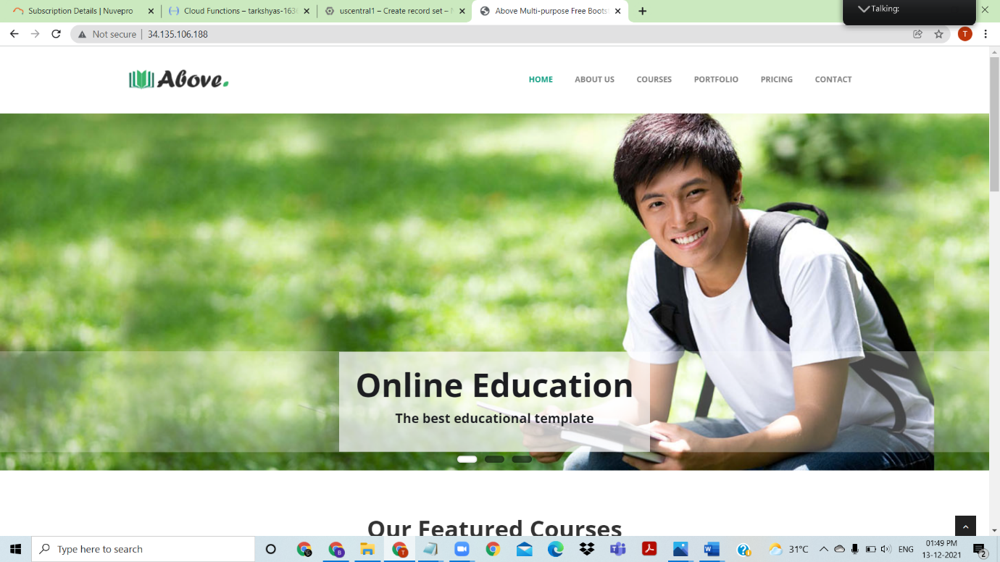 Subscription Details | Nuvepro
Cloud Functions – tarkshyas-163
uscentral1 – Create record set –
Above Multi-purpose Free Boots
Talking:
Not secure | 34.135.106.188
T
Above.
HOME ABOUT US COURSES PORTFOLIO PRICING CONTACT
Online Education
The best educational template
Our Featured Courses
Type here to search
31°C
ENG
01:49 PM
13-12-2021
2